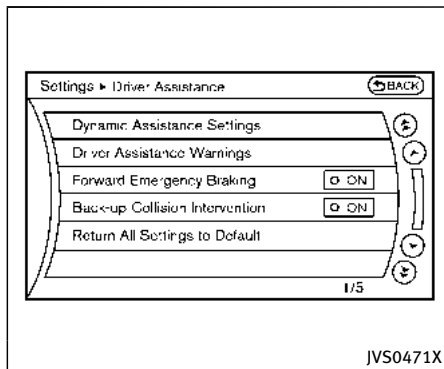 Settings ▸ Driver Assistance
BACK
Dynamic Assistance Settings
Driver Assistance Warnings
Forward Emergency Braking
ON
Back-up Collision Intervention
ON
Return All Settings to Default
1/5
JVS0471X